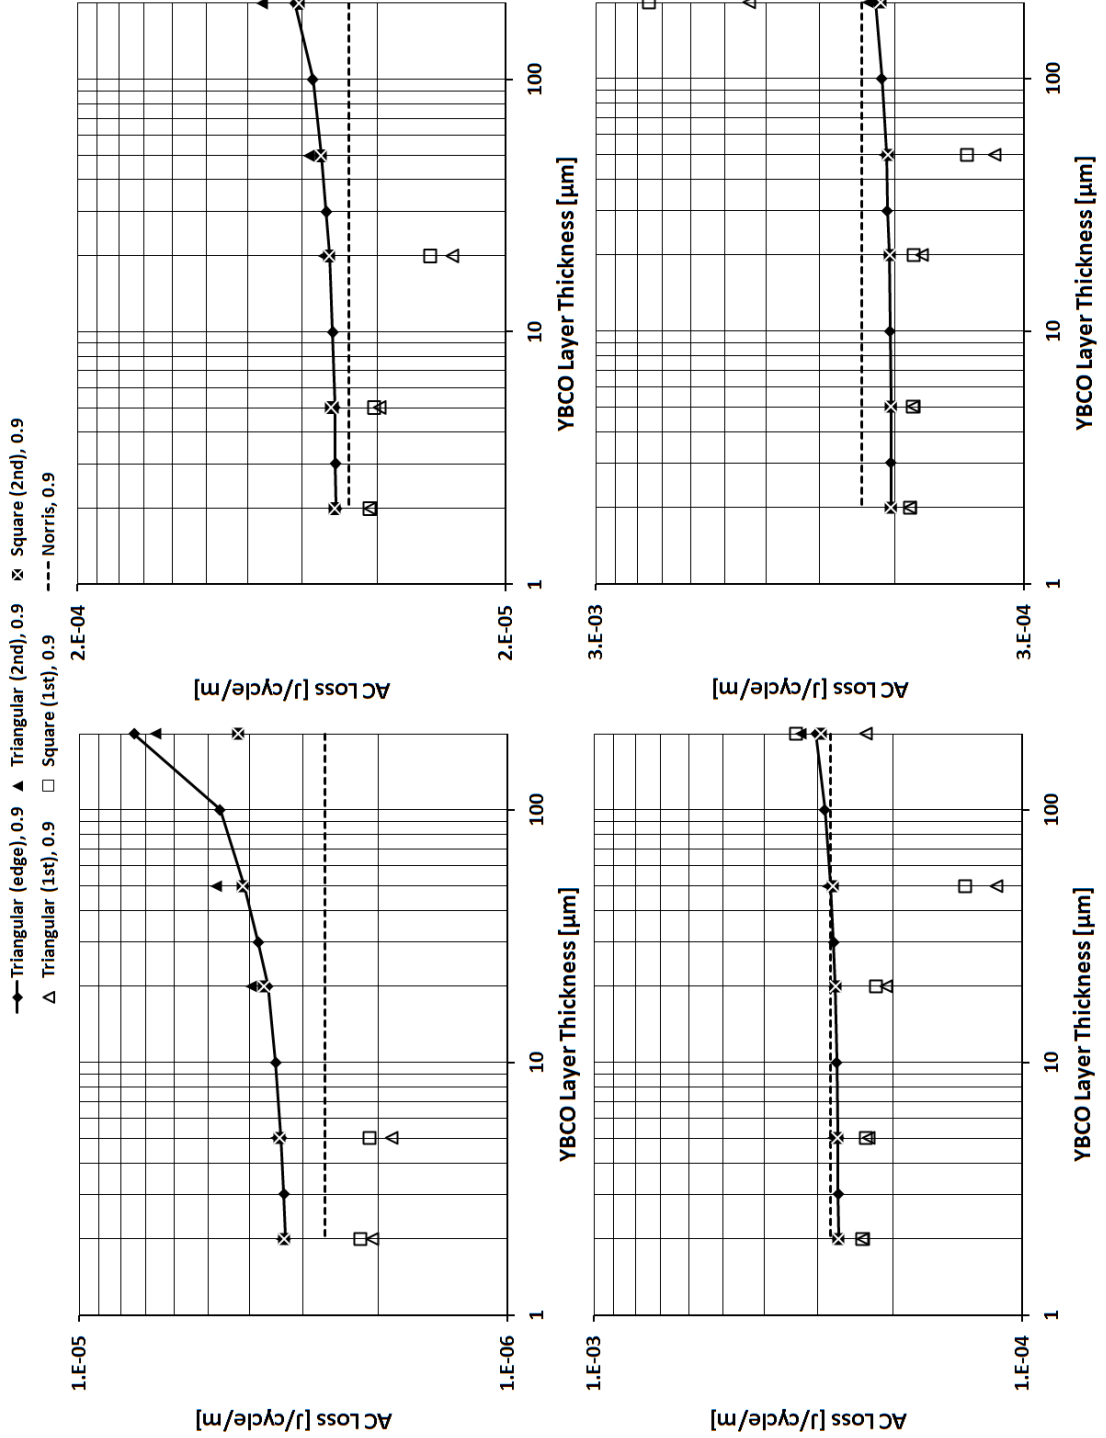 Triangular (edge), 0.9
Triangular (2nd), 0.9
Square (2nd), 0.9
Triangular (1st), 0.9
Square (1st), 0.9
Norris, 0.9
1.E-05
1.E-06
AC Loss [J/cycle/m]
1
10
100
YBCO Layer Thickness [μm]
2.E-04
2.E-05
AC Loss [J/cycle/m]
1
10
100
YBCO Layer Thickness [μm]
1.E-03
1.E-04
AC Loss [J/cycle/m]
1
10
100
YBCO Layer Thickness [μm]
3.E-03
3.E-04
AC Loss [J/cycle/m]
1
10
100
YBCO Layer Thickness [μm]